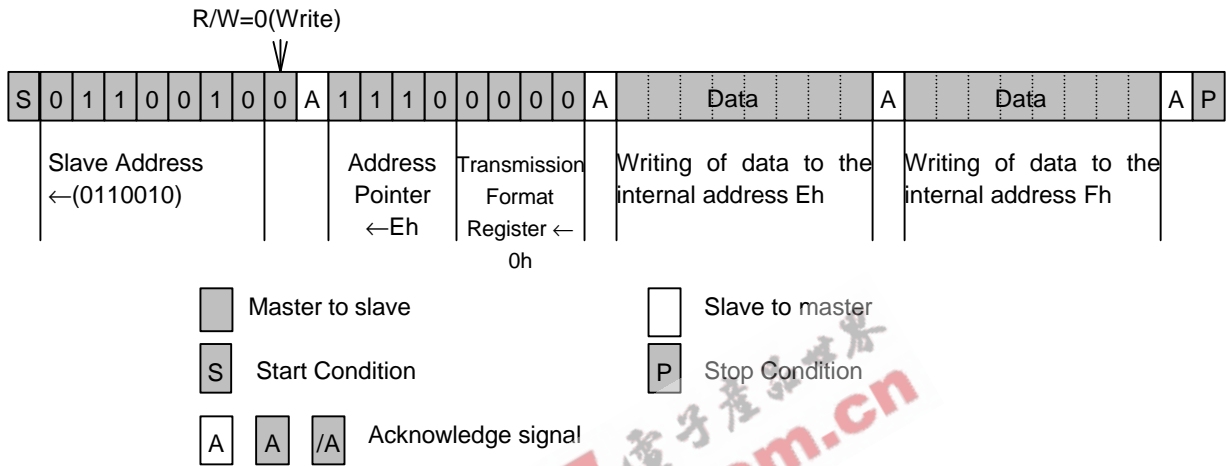 R/W=0(Write)
S 0 1 1 0 0 1 0 0 A 1 1 1 0 0 0 0 0 A Data A Data A P
Slave Address
←(0110010)
Address
Pointer
←Eh
Transmission
Format
Register ←
0h
Writing of data to the
internal address Eh
Writing of data to the
internal address Fh
Master to slave
Slave to master
S Start Condition
P Stop Condition
A A /A Acknowledge signal
m.cn